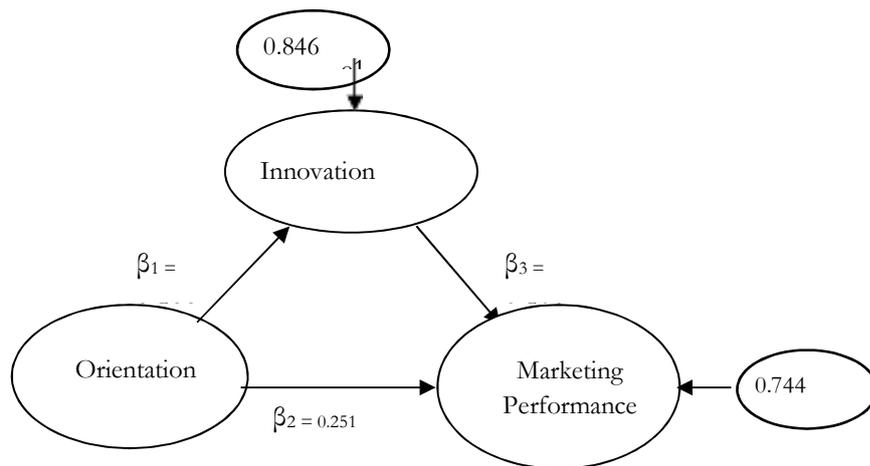 0.846
Innovation
β1 =
β3 =
Orientation
Marketing
Performance
0.744
β2 = 0.251